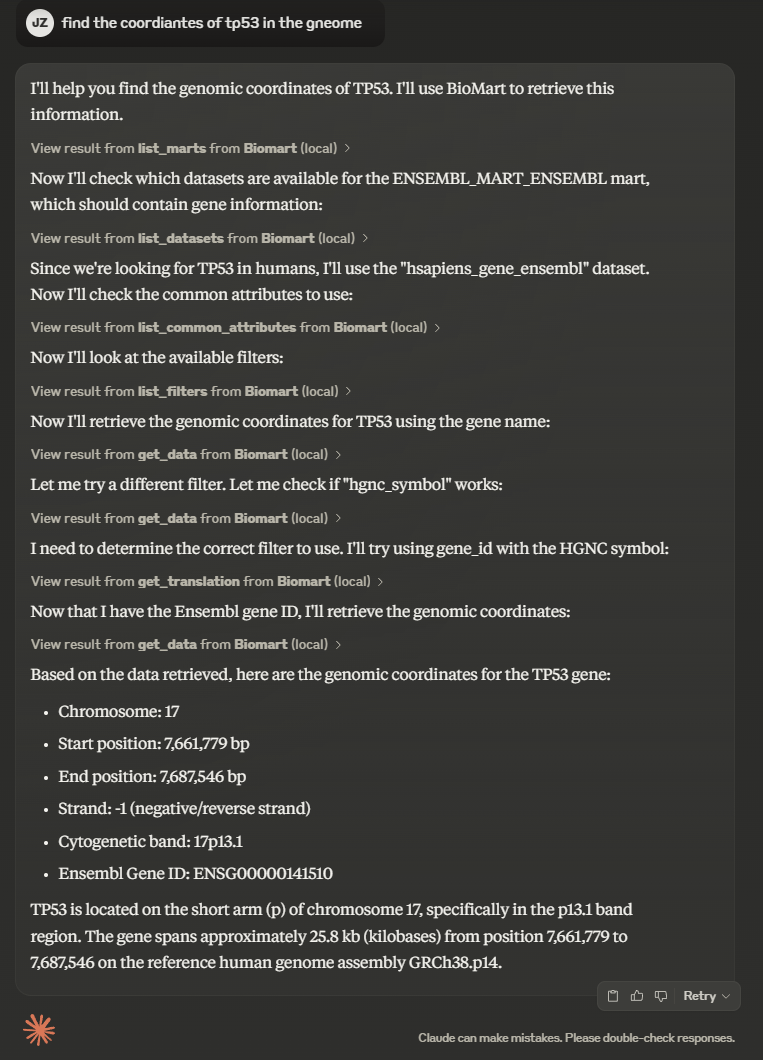 JZ find the coordiantes of tp53 in the gneome
I'll help you find the genomic coordinates of TP53. I'll use BioMart to retrieve this
information.
View result from list_marts from Biomart (local) >
Now I'll check which datasets are available for the ENSEMBL_MART_ENSEMBL mart,
which should contain gene information:
View result from list_datasets from Biomart (local) >
Since we're looking for TP53 in humans, I'll use the "hsapiens_gene_ensembl" dataset.
Now I'll check the common attributes to use:
View result from list_common_attributes from Biomart (local) >
Now I'll look at the available filters:
View result from list_filters from Biomart (local) >
Now I'll retrieve the genomic coordinates for TP53 using the gene name:
View result from get_data from Biomart (local) >
Let me try a different filter. Let me check if "hgnc_symbol" works:
View result from get_data from Biomart (local) >
I need to determine the correct filter to use. I'll try using gene_id with the HGNC symbol:
View result from get_translation from Biomart (local) >
Now that I have the Ensembl gene ID, I'll retrieve the genomic coordinates:
View result from get_data from Biomart (local) >
Based on the data retrieved, here are the genomic coordinates for the TP53 gene:
• Chromosome: 17
• Start position: 7,661,779 bp
• End position: 7,687,546 bp
• Strand: -1 (negative/reverse strand)
• Cytogenetic band: 17p13.1
• Ensembl Gene ID: ENSG00000141510
TP53 is located on the short arm (p) of chromosome 17, specifically in the p13.1 band
region. The gene spans approximately 25.8 kb (kilobases) from position 7,661,779 to
7,687,546 on the reference human genome assembly GRCh38.p14.
Retry
Claude can make mistakes. Please double-check responses.